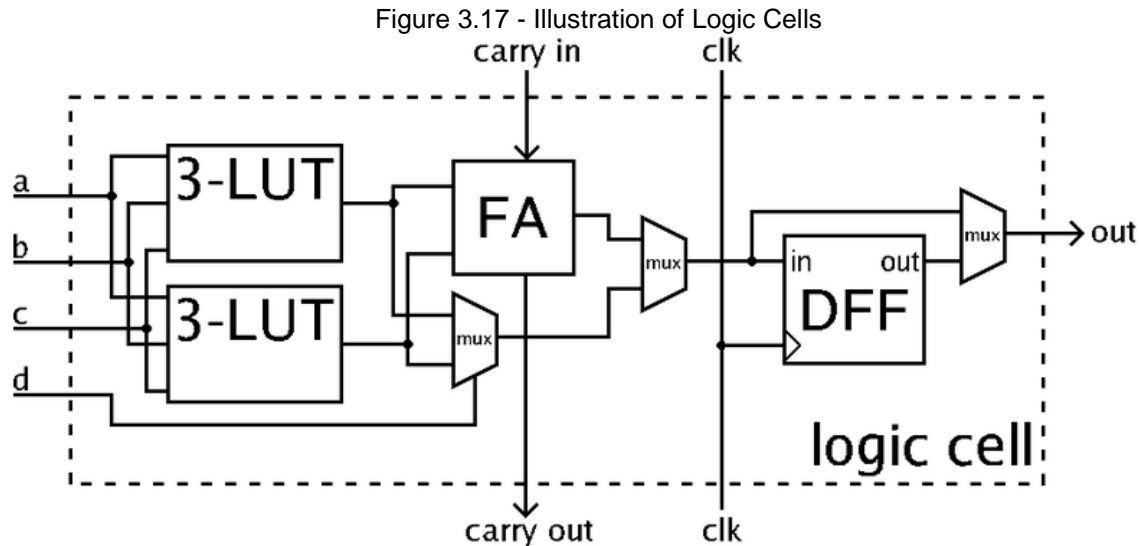 Figure 3.17 - Illustration of Logic Cells
carry in
clk
a
b
c
d
3-LUT
3-LUT
FA
mux
mux
in
out
DFF
mux
out
logic cell
carry out
clk